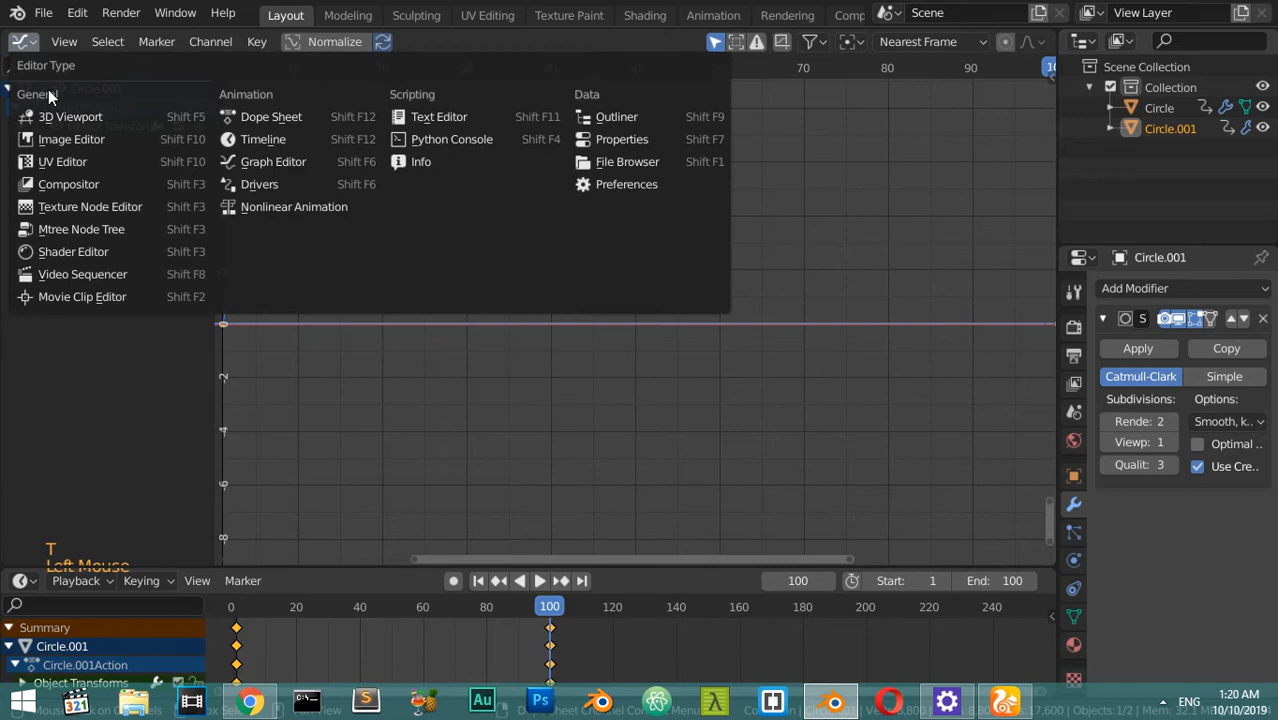 File Edit Render Window Help Layout Modeling Sculpting UV Editing Texture Paint Shading Animation Rendering Comp Scene View Layer
View Select Marker Channel Key Normalize Nearest Frame
Editor Type
General Animation Scripting Data
3D Viewport Shift F5 Dope Sheet Shift F12 Text Editor Shift F11 Outliner Shift F9
Image Editor Shift F10 Timeline Shift F12 Python Console Shift F4 Properties Shift F7
UV Editor Shift F10 Graph Editor Shift F6 Info File Browser Shift F1
Compositor Shift F3 Drivers Shift F6 Preferences
Texture Node Editor Shift F3 Nonlinear Animation
Mtree Node Tree Shift F3
Shader Editor Shift F3
Video Sequencer Shift F8
Movie Clip Editor Shift F2
70 80 90 10
-2
-4
-6
-8
Scene Collection
Collection
Circle
Circle.001
Circle.001
Add Modifier
S
Apply Copy
Catmull-Clark Simple
Subdivisions: Options:
Rende: 2 Smooth, k..
Viewp: 1 Optimal ..
Qualit: 3 Use Cre..
T
Left Mouse
Playback Keying View Marker 100 Start: 1 End: 100
0 20 40 60 80 100 120 140 160 180 200 220 240
Summary
Circle.001
Circle.001Action
Object Transforms
321 Au Ps ENG
1:20 AM
10/10/2019